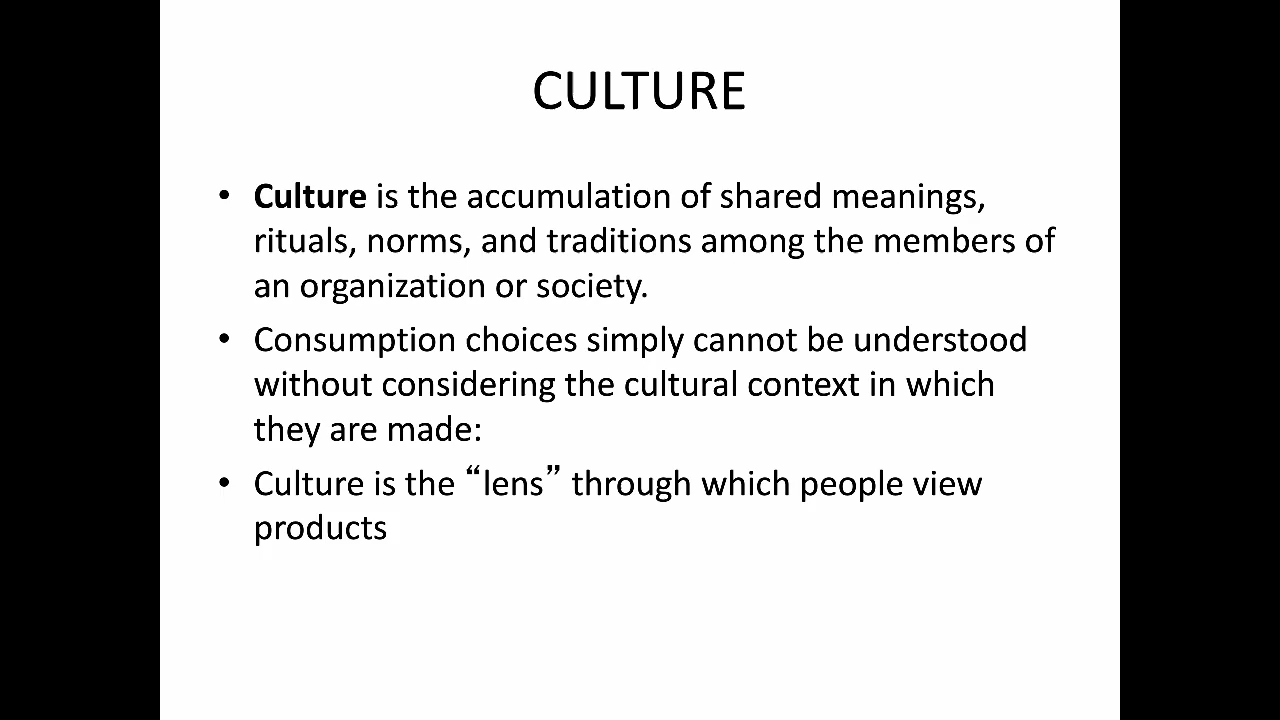 CULTURE
• Culture is the accumulation of shared meanings,
rituals, norms, and traditions among the members of
an organization or society.
• Consumption choices simply cannot be understood
without considering the cultural context in which
they are made:
• Culture is the “lens” through which people view
products